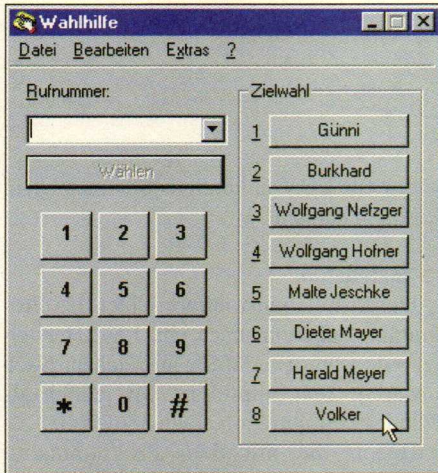 Wahlhilfe
Datei Bearbeiten Extras ?
Rufnummer:
Wählen
1 2 3
4 5 6
7 8 9
* 0 #
Zielwahl
1 Günni
2 Burkhard
3 Wolfgang Nefzger
4 Wolfgang Hofner
5 Malte Jeschke
6 Dieter Mayer
7 Harald Meyer
8 Volker